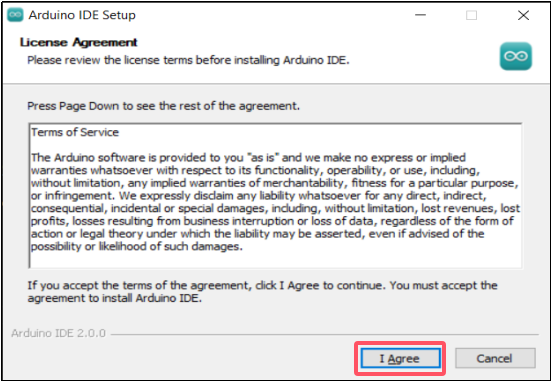 Arduino IDE Setup
License Agreement
Please review the license terms before installing Arduino IDE.
Press Page Down to see the rest of the agreement.
Terms of Service
The Arduino software is provided to you "as is" and we make no express or implied
warranties whatsoever with respect to its functionality, operability, or use, including,
without limitation, any implied warranties of merchantability, fitness for a particular purpose,
or infringement. We expressly disclaim any liability whatsoever for any direct, indirect,
consequential, incidental or special damages, including, without limitation, lost revenues, lost
profits, losses resulting from business interruption or loss of data, regardless of the form of
action or legal theory under which the liability may be asserted, even if advised of the
possibility or likelihood of such damages.
If you accept the terms of the agreement, click I Agree to continue. You must accept the
agreement to install Arduino IDE.
Arduino IDE 2.0.0
I Agree
Cancel